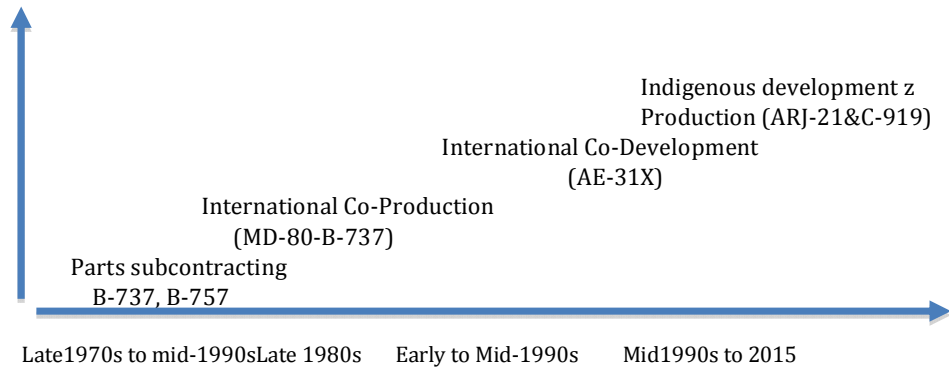 Indigenous development z
Production (ARJ-21&C-919)
International Co-Development
(AE-31X)
International Co-Production
(MD-80-B-737)
Parts subcontracting
B-737, B-757
Late1970s to mid-1990sLate 1980s Early to Mid-1990s Mid1990s to 2015